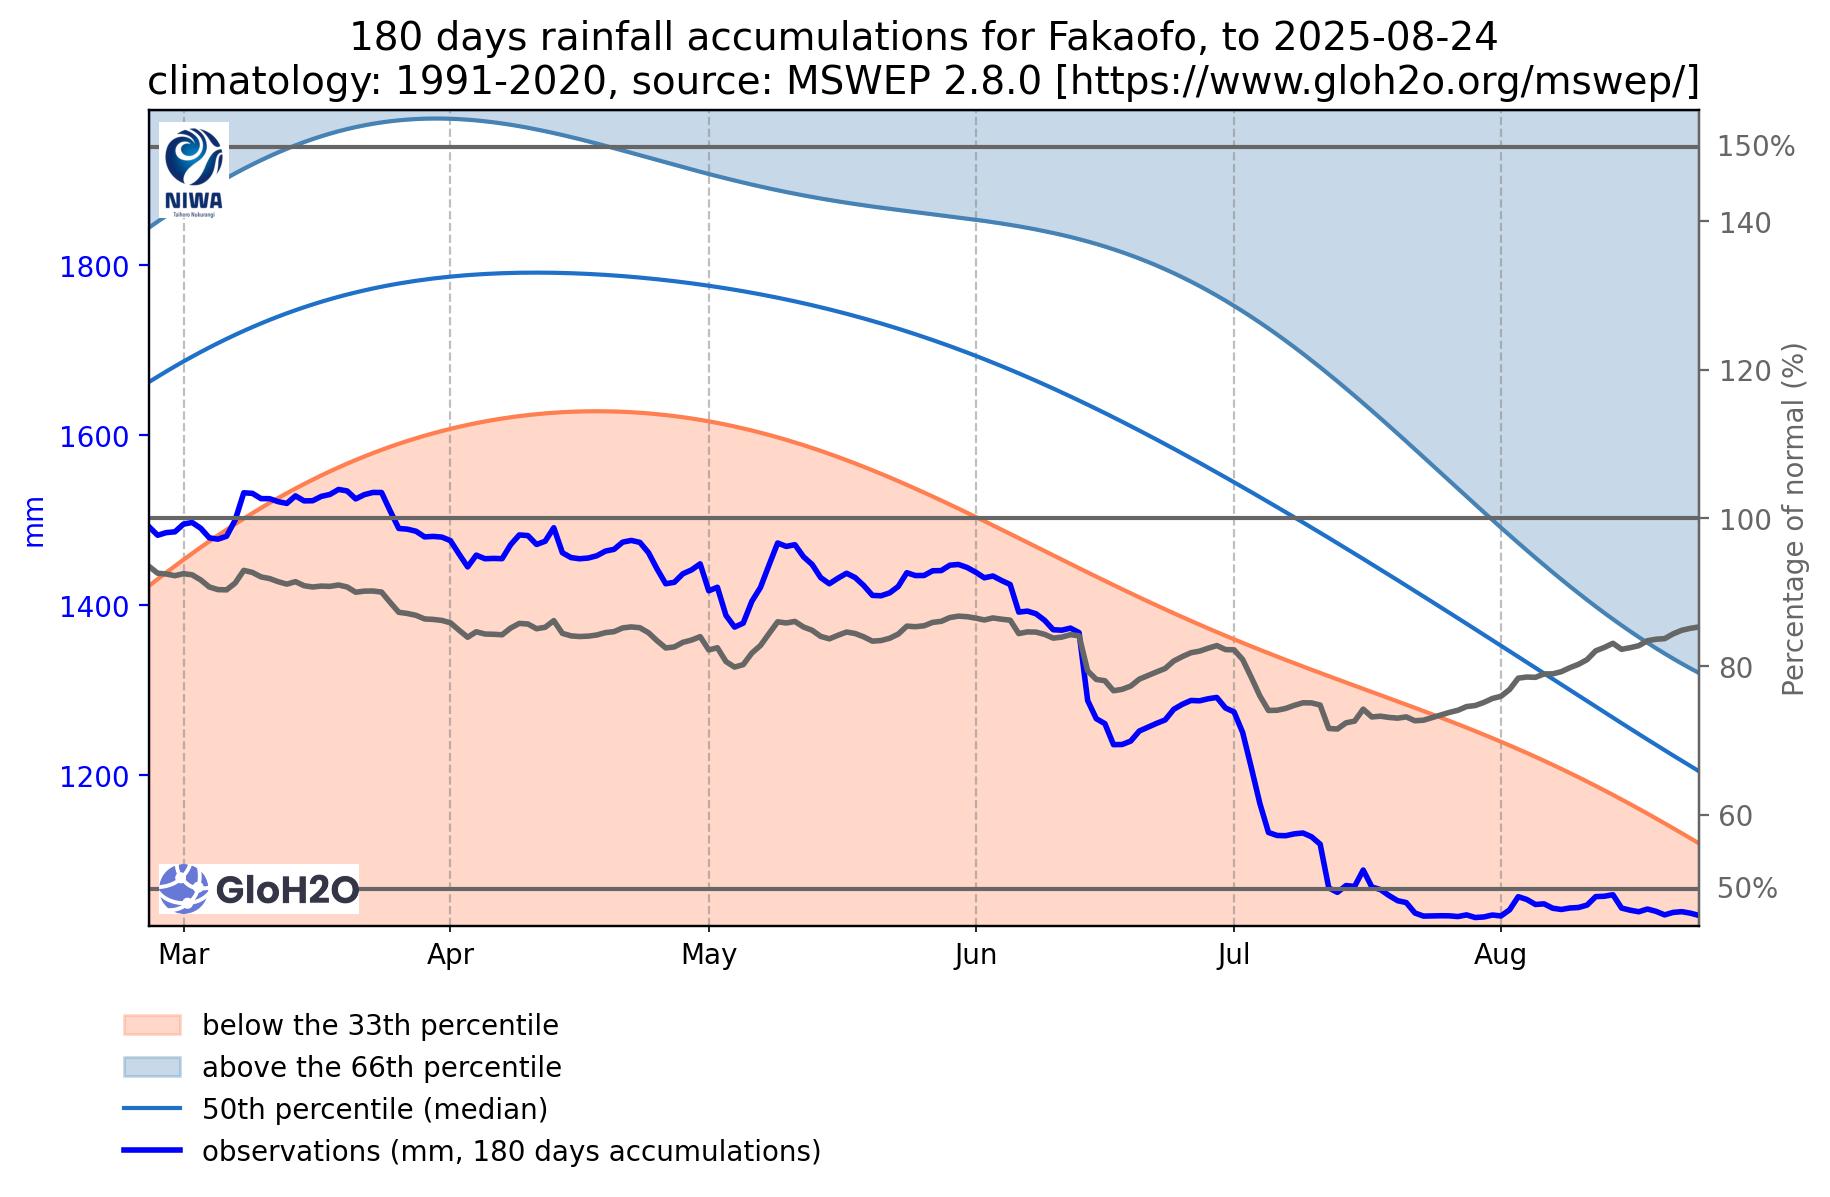 180 days rainfall accumulations for Fakaofo, to 2025-08-24
climatology: 1991-2020, source: MSWEP 2.8.0 [https://www.gloh2o.org/mswep/]
NIWA
Taihoro Nukurangi
1800
1600
1400
1200
mm
150%
140
120
100
80
60
50%
Percentage of normal (%)
GloH2O
Mar Apr May Jun Jul Aug
below the 33th percentile
above the 66th percentile
50th percentile (median)
observations (mm, 180 days accumulations)